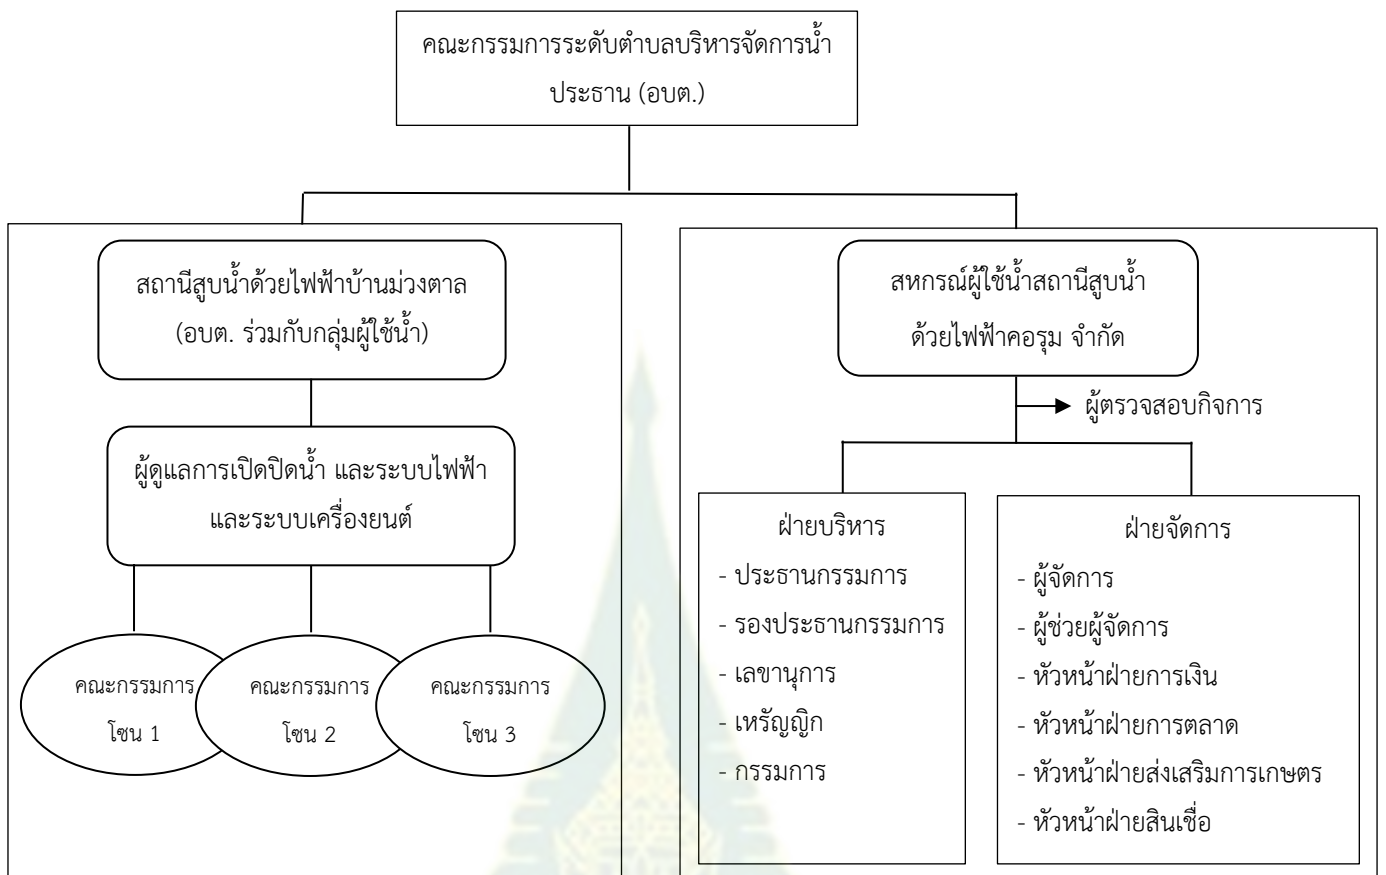 คณะกรรมการระดับตำบลบริหารจัดการน้ำ
ประธาน (อบต.)
สถานีสูบน้ำด้วยไฟฟ้าบ้านม่วงตาล
(อบต. ร่วมกับกลุ่มผู้ใช้น้ำ)
ผู้ดูแลการเปิดปิดน้ำ และระบบไฟฟ้า
และระบบเครื่องยนต์
คณะกรรมการ
โซน 1
คณะกรรมการ
โซน 2
คณะกรรมการ
โซน 3
สหกรณ์ผู้ใช้น้ำสถานีสูบน้ำ
ด้วยไฟฟ้าคอรุม จำกัด
ผู้ตรวจสอบกิจการ
ฝ่ายบริหาร
- ประธานกรรมการ
- รองประธานกรรมการ
- เลขานุการ
- เหรัญญิก
- กรรมการ
ฝ่ายจัดการ
- ผู้จัดการ
- ผู้ช่วยผู้จัดการ
- หัวหน้าฝ่ายการเงิน
- หัวหน้าฝ่ายการตลาด
- หัวหน้าฝ่ายส่งเสริมการเกษตร
- หัวหน้าฝ่ายสินเชื่อ